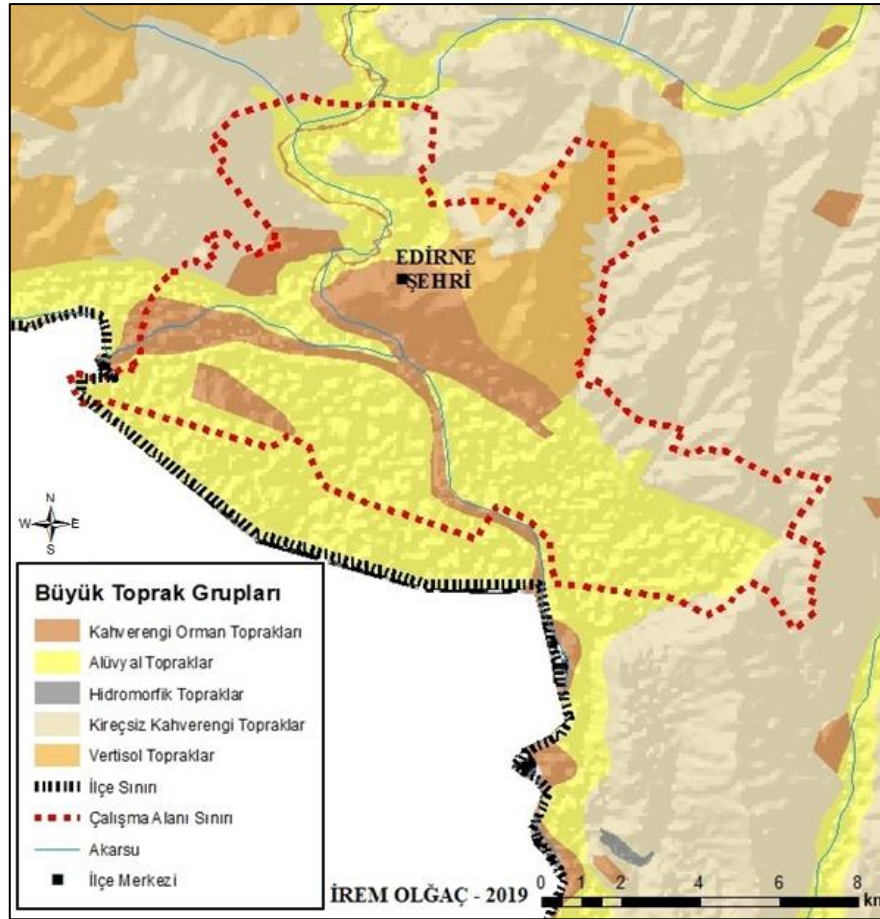 EDİRNE
ŞEHRİ
N
W E
S
Büyük Toprak Grupları
Kahverengi Orman Toprakları
Alüvyal Topraklar
Hidromorfik Topraklar
Kireçsiz Kahverengi Topraklar
Vertisol Topraklar
İlçe Sınırı
Çalışma Alanı Sınırı
Akarsu
İlçe Merkezi
İREM OLĞAÇ - 2019
0 1 2 4 6 8
km